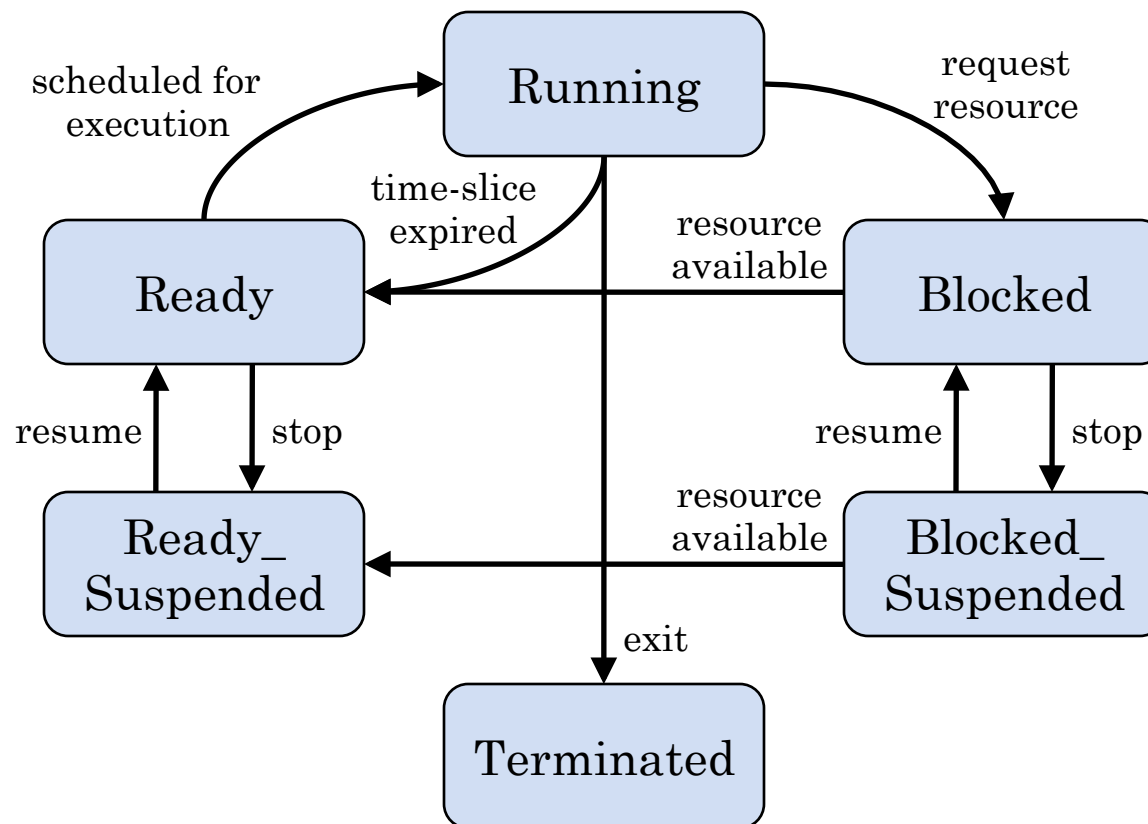 Running
scheduled for
execution
request
resource
time-slice
expired
resource
available
Ready
Blocked
resume
stop
resume
stop
resource
available
Ready_
Suspended
Blocked_
Suspended
exit
Terminated